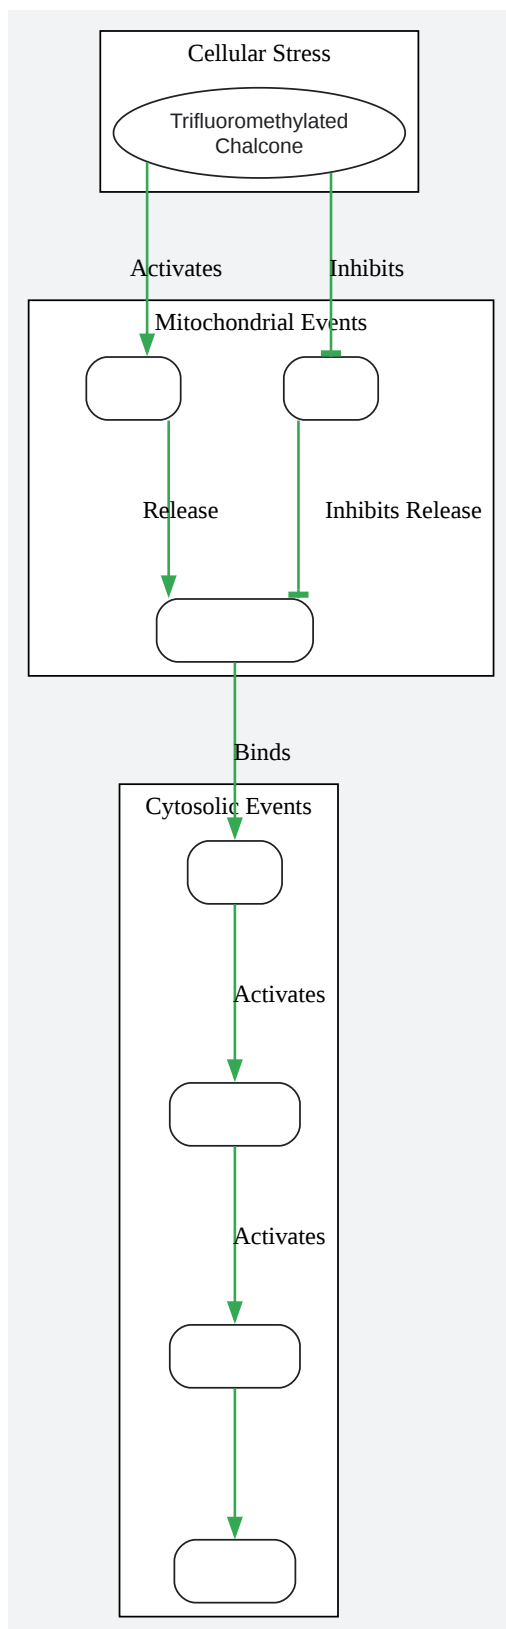 Cellular Stress
Trifluoromethylated
Chalcone
Activates
Inhibits
Mitochondrial Events
Release
Inhibits Release
Binds
Cytosolic Events
Activates
Activates